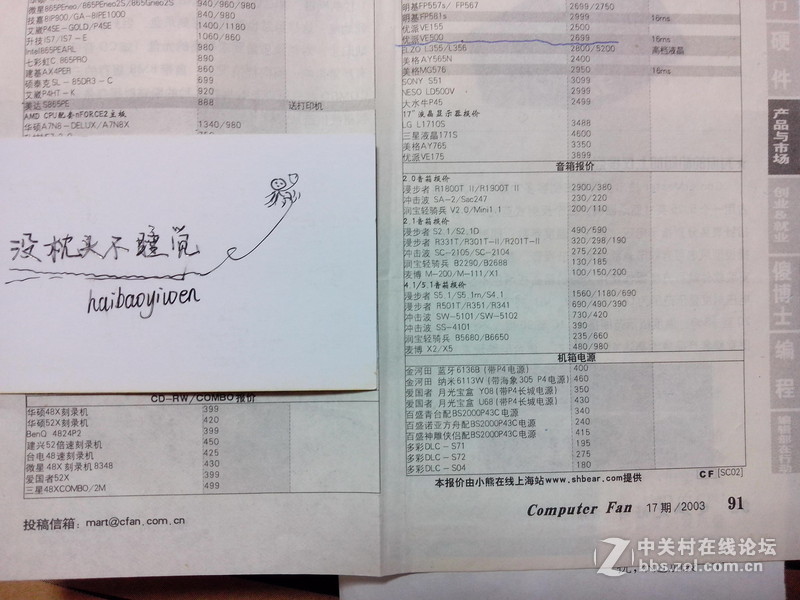 微星865PEneo/865PEneo2S/865Gneo2S 940/960/980
技嘉8IP900/GA-8IPE1000 840/980
艾崴P4SE-GOLD/P4SE 1400/1180
升技IS7/IS7-E 1060/860
Intel865PEARL 980
七彩虹C 865PRO 890
建基AX4PER 860
硕泰克SL-85DR3-C 699
艾崴P4HT-K 920
美达S865PE 888 送打印机
AMD CPU配套nFORCE2主板
华硕A7N8-DELUX/A7N8X 1340/980
没枕头不睡觉
haibaoyiwen
CD-RW/COMBO报价
华硕48X刻录机 399
华硕52X刻录机 420
BenQ 4824P2 399
建兴52倍速刻录机 450
台电48速刻录机 425
微星48X刻录机8348 430
爱国者52X 399
三星48XCOMBO/2M 499
投稿信箱：mart@cfan.com.cn
明基FP557s/FP567 2699/2750
明基FP581s 2999 16ms
优派VE155 2500
优派VE500 2699 16ms
EIZO L355/L356 2800/5200 高档液晶
美格AY565N 2400
美格MG576 2950 16ms
SONY S51 3099
NESO LD500V 2999
大水牛P45 2499
17"液晶显示器报价
LG L1710S 3488
三星液晶171S 4600
美格AY765 3350
优派VE175 3899
音箱报价
2.0音箱报价
漫步者 R1800T II/R1900T II 2900/380
冲击波 SA-2/Sac247 230/220
润宝轻骑兵 V2.0/Mini1.1 200/110
2.1音箱报价
漫步者 S2.1/S2.1D 490/590
漫步者 R331T/R301T-II/R201T-II 320/298/190
冲击波 SC-2105/SC-2104 275/220
润宝轻骑兵 B2290/B2688 130/185
麦博 M-200/M-111/X1 100/150/200
4.1/5.1音箱报价
漫步者 S5.1/S5.1m/S4.1 1560/1180/690
漫步者 R501T/R351/R341 690/490/390
冲击波 SW-5101/SW-5102 730/420
冲击波 SS-4101 390
润宝轻骑兵 B5680/B6650 235/660
麦博 X2/X5 480/980
机箱电源
金河田 蓝牙6136B(带P4电源) 400
金河田 纳米6113W(带海象305 P4电源) 460
爱国者 月光宝盒 Y08(带P4长城电源) 350
爱国者 月光宝盒 U68(带P4长城电源) 430
百盛青台配BS2000P43C电源 340
百盛诺亚方舟配BS2000P43C电源 240
百盛神雕侠侣配BS2000P43C电源 415
多彩DLC-S71 195
多彩DLC-S72 275
多彩DLC-S04 180
本报价由小熊在线上海站www.shbear.com提供
CF [SC02]
Computer Fan 17期/2003 91
硬件
产品与市场
创业&就业
傻博士
编程
编辑部在行动
中关村在线论坛
bbs.zol.com.cn